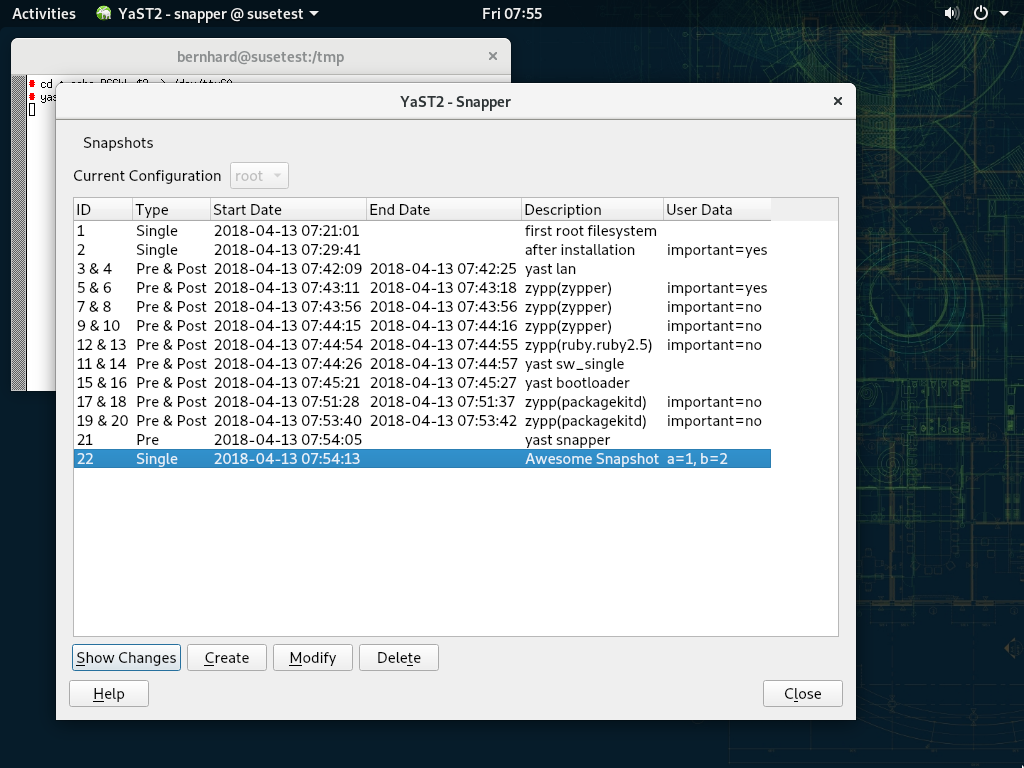 Activities YaST2 - snapper @ susetest Fri 07:55
bernhard@susetest:/tmp
cd
yas
YaST2 - Snapper
Snapshots
Current Configuration root
ID Type Start Date End Date Description User Data
1 Single 2018-04-13 07:21:01 first root filesystem
2 Single 2018-04-13 07:29:41 after installation important=yes
3 & 4 Pre & Post 2018-04-13 07:42:09 2018-04-13 07:42:25 yast lan
5 & 6 Pre & Post 2018-04-13 07:43:11 2018-04-13 07:43:18 zypp(zypper) important=yes
7 & 8 Pre & Post 2018-04-13 07:43:56 2018-04-13 07:43:56 zypp(zypper) important=no
9 & 10 Pre & Post 2018-04-13 07:44:15 2018-04-13 07:44:16 zypp(zypper) important=no
12 & 13 Pre & Post 2018-04-13 07:44:54 2018-04-13 07:44:55 zypp(ruby.ruby2.5) important=no
11 & 14 Pre & Post 2018-04-13 07:44:26 2018-04-13 07:44:57 yast sw_single
15 & 16 Pre & Post 2018-04-13 07:45:21 2018-04-13 07:45:27 yast bootloader
17 & 18 Pre & Post 2018-04-13 07:51:28 2018-04-13 07:51:37 zypp(packagekitd) important=no
19 & 20 Pre & Post 2018-04-13 07:53:40 2018-04-13 07:53:42 zypp(packagekitd) important=no
21 Pre 2018-04-13 07:54:05 yast snapper
22 Single 2018-04-13 07:54:13 Awesome Snapshot a=1, b=2
Show Changes Create Modify Delete
Help Close